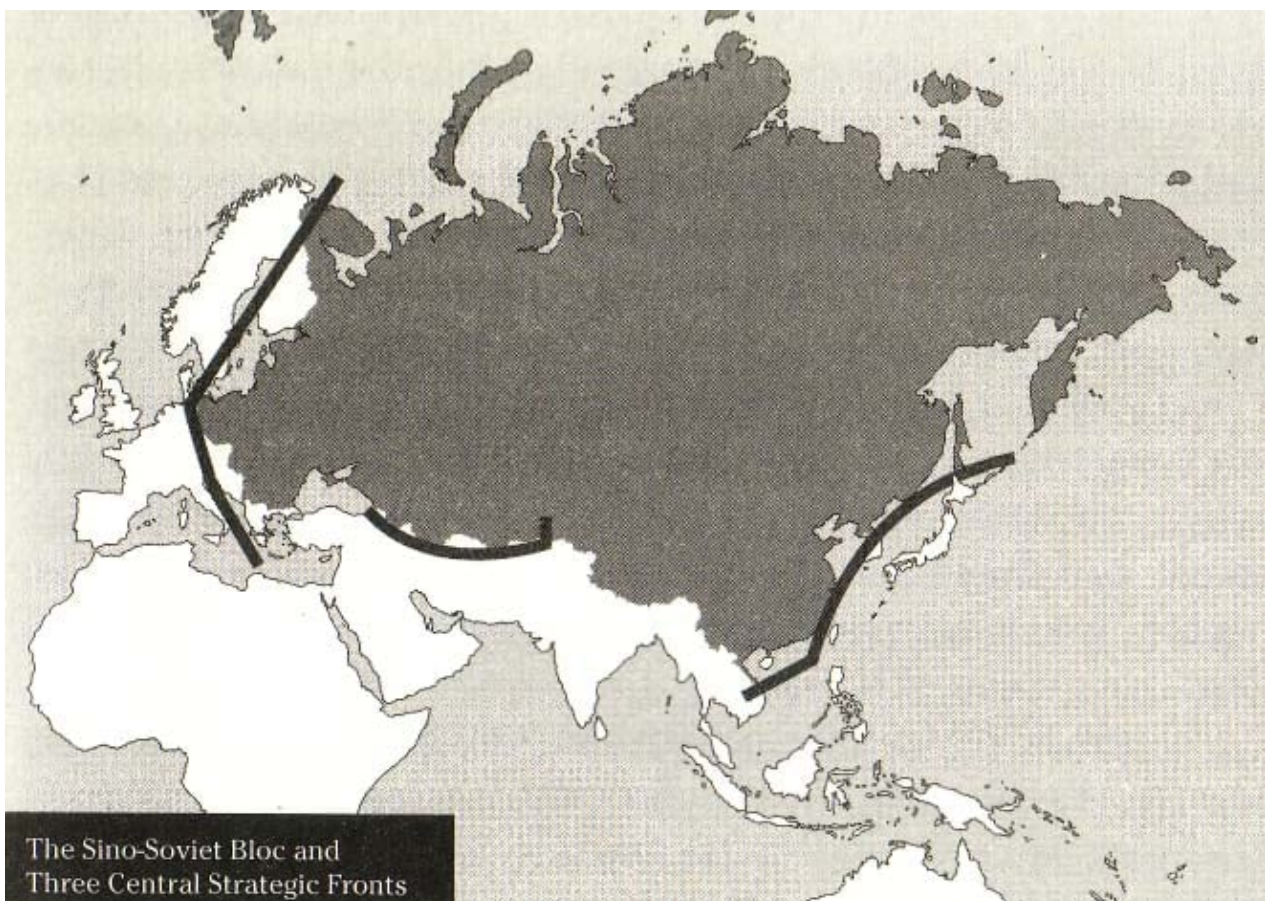 The Sino-Soviet Bloc and
Three Central Strategic Fronts